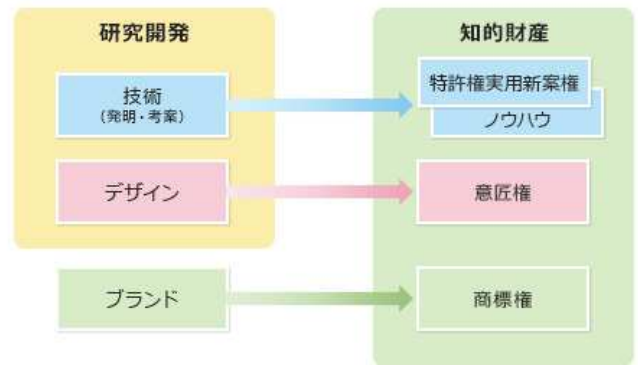 研究開発
知的財産
技術
(発明・考案)
特許権実用新案権
ノウハウ
デザイン
意匠権
ブランド
商標権